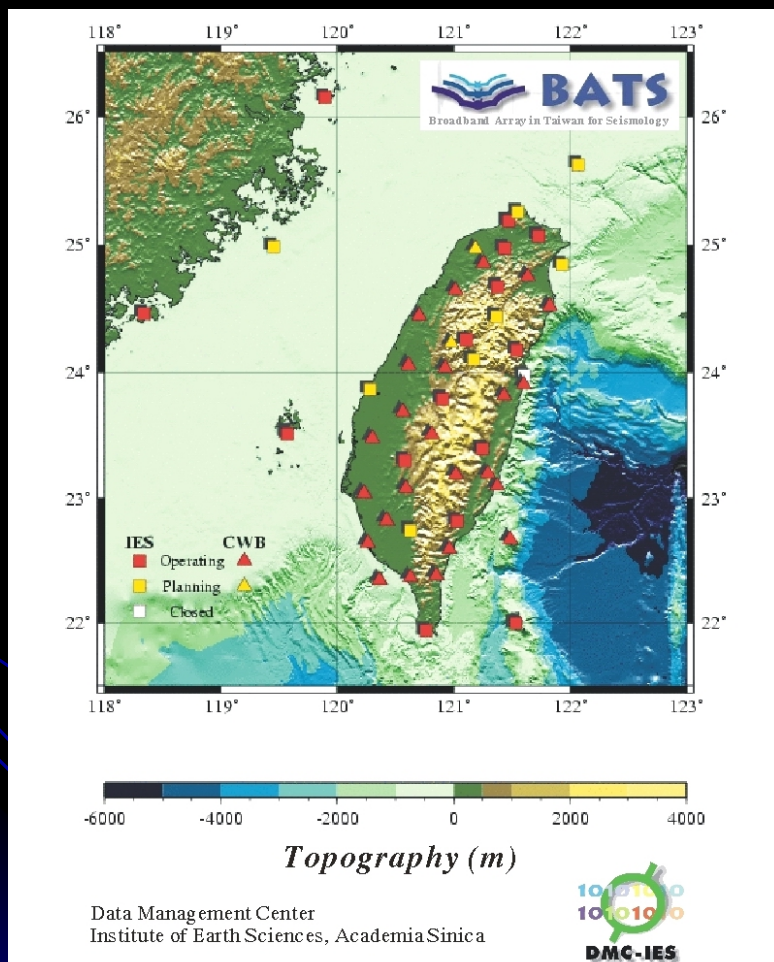 118° 119° 120° 121° 122° 123°
BATS
Broadband Array in Taiwan for Seismology
26° 26°
25° 25°
24° 24°
23° 23°
IES CWB
Operating
Planning
Closed
22° 22°
118° 119° 120° 121° 122° 123°
-6000 -4000 -2000 0 2000 4000
Topography (m)
Data Management Center
Institute of Earth Sciences, Academia Sinica
DMC-IES